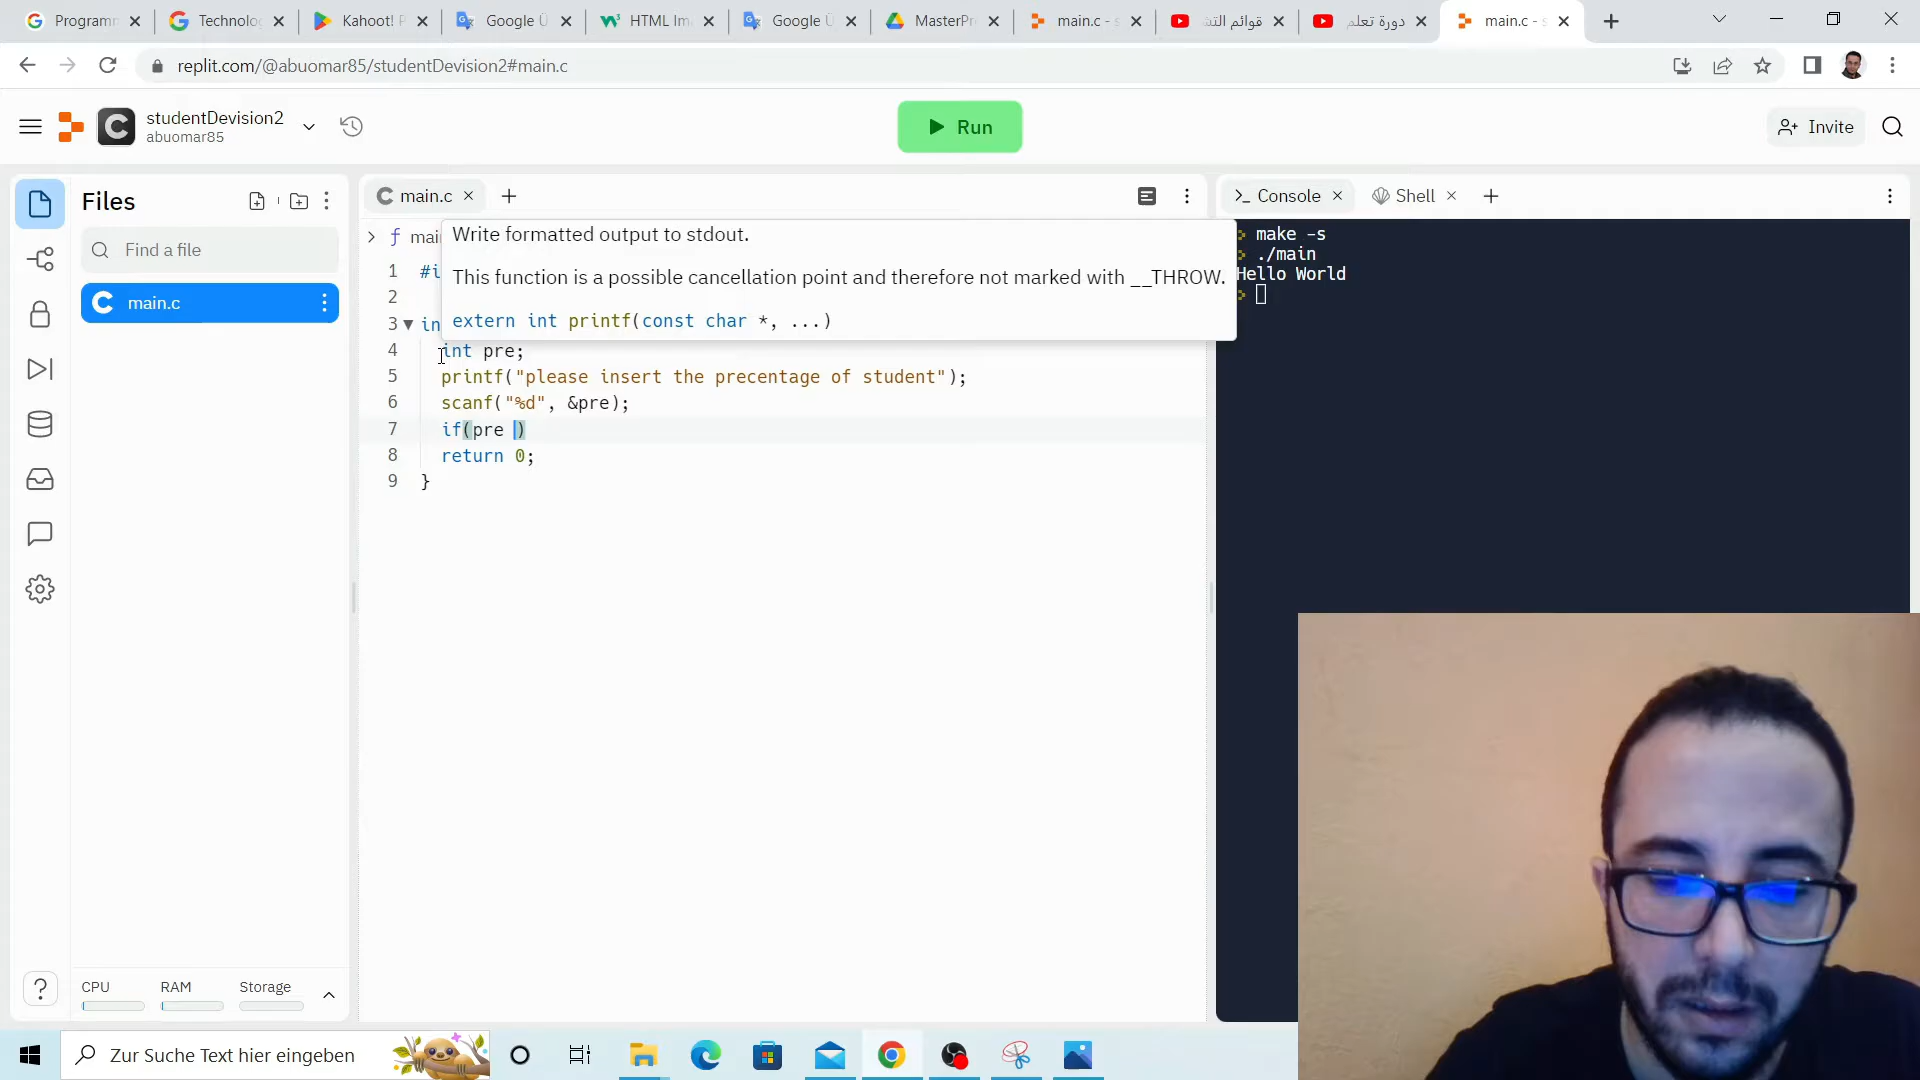 Programm
Technolog
Kahoot! P
Google Ü
HTML Im
Google Ü
MasterPr
main.c - s
قوائم التش
دورة تعلم
main.c - s
replit.com/@abuomar85/studentDevision2#main.c
studentDevision2
abuomar85
Run
Invite
Files
Find a file
main.c
main.c
mai
Write formatted output to stdout.
This function is a possible cancellation point and therefore not marked with __THROW.
extern int printf(const char *, ...)
1 #i
2
3 in
4 int pre;
5 printf("please insert the precentage of student");
6 scanf("%d", &pre);
7 if(pre )
8 return 0;
9 }
Console
Shell
make -s
./main
Hello World
CPU
RAM
Storage
Zur Suche Text hier eingeben